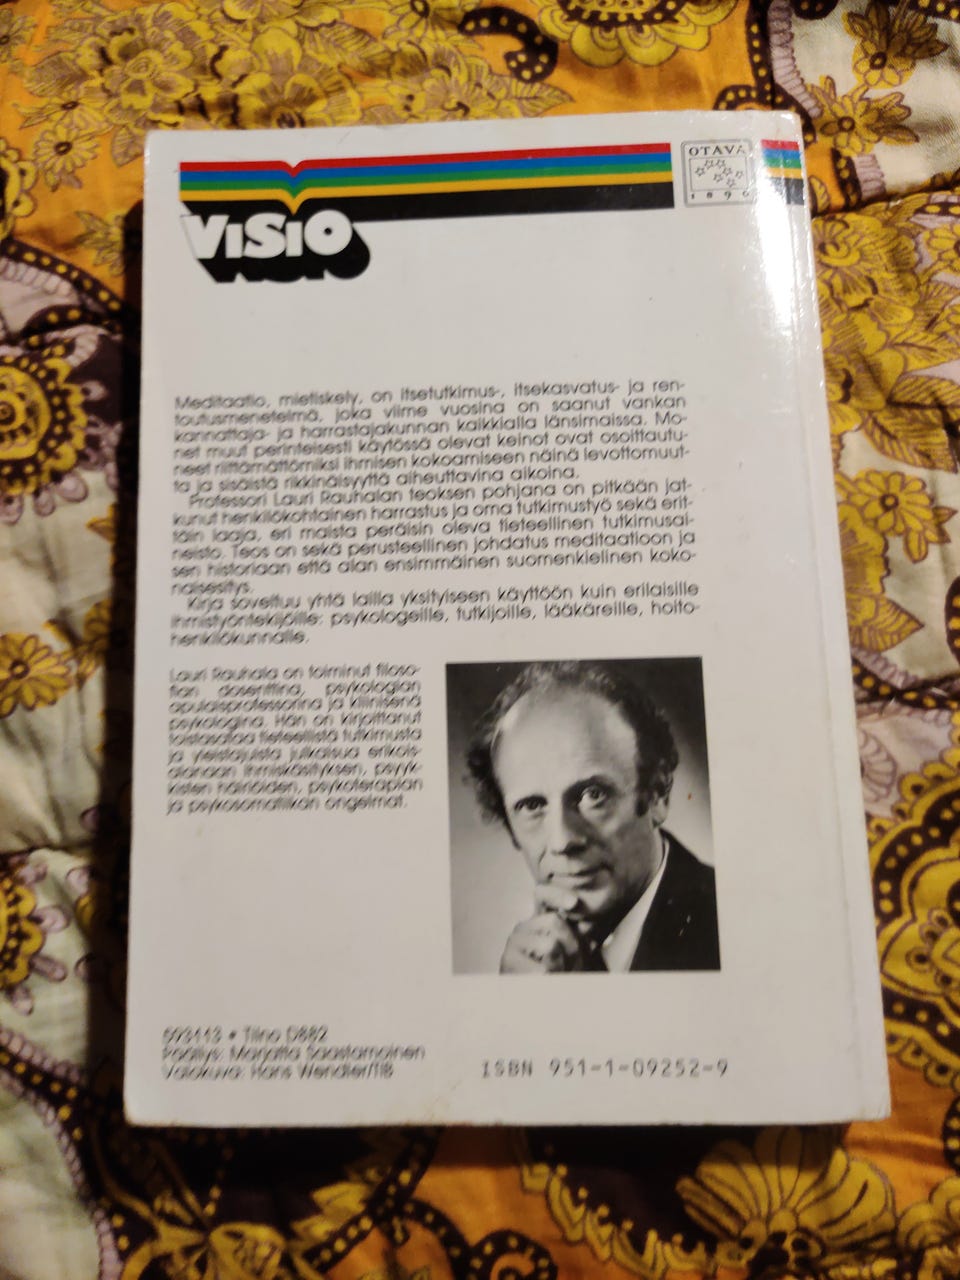 OTAVA
1890
VISIO
Meditaatio, mietiskely, on itsetutkimus-, itsekasvatus- ja ren-
toutusmenetelmä, joka viime vuosina on saanut vankan
kannattaja- ja harrastajakunnan kaikkialla länsimaissa. Mo-
net muut perinteisesti käytössä olevat keinot ovat osoittautu-
neet riittämättömiksi ihmisen kokoamiseen näinä levottomuut-
ta ja sisäistä rikkinäisyyttä aiheuttavina aikoina.
Professori Lauri Rauhalan teoksen pohjana on pitkään jat-
kunut henkilökohtainen harrastus ja oma tutkimustyö sekä erit-
täin laaja, eri maista peräisin oleva tieteellinen tutkimusai-
neisto. Teos on sekä perusteellinen johdatus meditaatioon ja
sen historiaan että alan ensimmäinen suomenkielinen koko-
naisesitys.
Kirja soveltuu yhtä lailla yksityiseen käyttöön kuin erilaisille
ihmistyöntekijöille: psykologeille, tutkijoille, lääkäreille, hoito-
henkilökunnalle.
Lauri Rauhala on toiminut filoso-
fian dosenttina, psykologian
apulaisprofessorina ja kliinisenä
psykologina. Hän on kirjoittanut
toistasataa tieteellistä tutkimusta
ja yleistajuista julkaisua erikois-
alanaan ihmiskäsityksen, psyyk-
kisten häiriöiden, psykoterapian
ja psykosomatiikan ongelmat.
693113 • Tiino D882
Päällys: Marjatta Saastamoinen
Valokuva: Hans Wendler/TIB
ISBN 951-1-09252-9